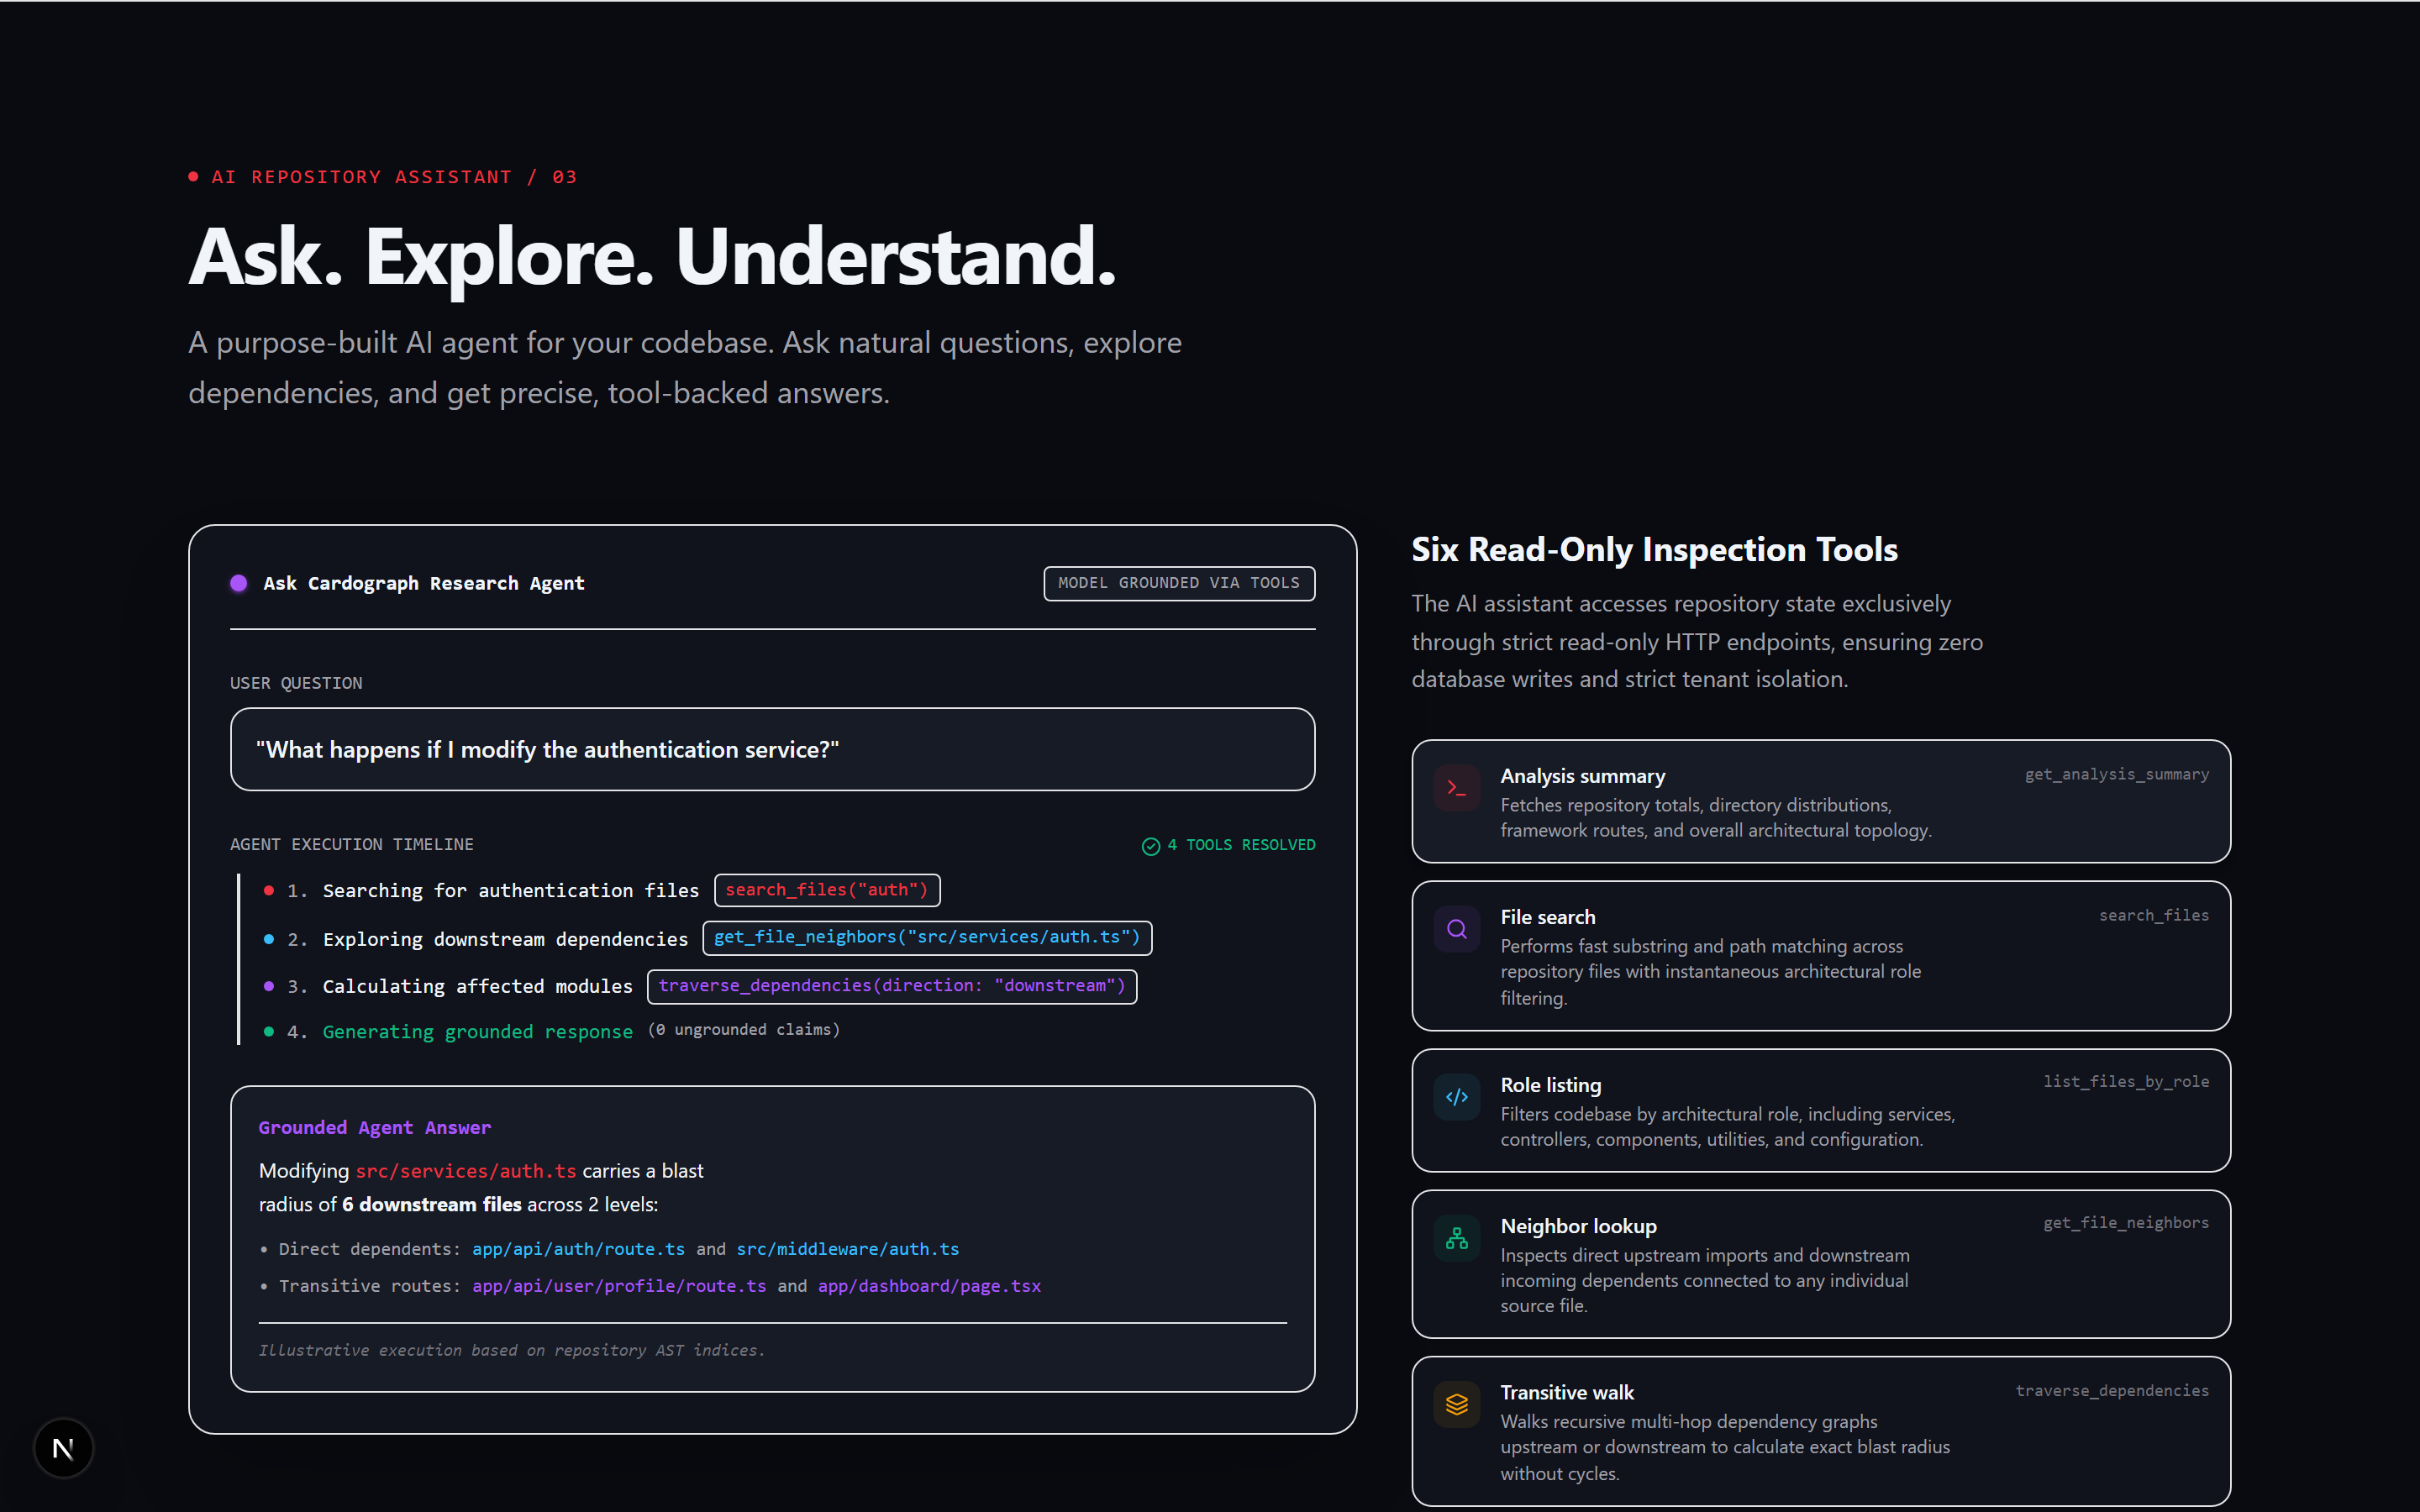 AI REPOSITORY ASSISTANT / 03
Ask. Explore. Understand.
A purpose-built AI agent for your codebase. Ask natural questions, explore
dependencies, and get precise, tool-backed answers.
Ask Cardograph Research Agent
MODEL GROUNDED VIA TOOLS
USER QUESTION
"What happens if I modify the authentication service?"
AGENT EXECUTION TIMELINE
4 TOOLS RESOLVED
1. Searching for authentication files search_files("auth")
2. Exploring downstream dependencies get_file_neighbors("src/services/auth.ts")
3. Calculating affected modules traverse_dependencies(direction: "downstream")
4. Generating grounded response (0 ungrounded claims)
Grounded Agent Answer
Modifying src/services/auth.ts carries a blast
radius of 6 downstream files across 2 levels:
• Direct dependents: app/api/auth/route.ts and src/middleware/auth.ts
• Transitive routes: app/api/user/profile/route.ts and app/dashboard/page.tsx
Illustrative execution based on repository AST indices.
Six Read-Only Inspection Tools
The AI assistant accesses repository state exclusively
through strict read-only HTTP endpoints, ensuring zero
database writes and strict tenant isolation.
Analysis summary
get_analysis_summary
Fetches repository totals, directory distributions,
framework routes, and overall architectural topology.
File search
search_files
Performs fast substring and path matching across
repository files with instantaneous architectural role
filtering.
Role listing
list_files_by_role
Filters codebase by architectural role, including services,
controllers, components, utilities, and configuration.
Neighbor lookup
get_file_neighbors
Inspects direct upstream imports and downstream
incoming dependents connected to any individual
source file.
Transitive walk
traverse_dependencies
Walks recursive multi-hop dependency graphs
upstream or downstream to calculate exact blast radius
without cycles.
N